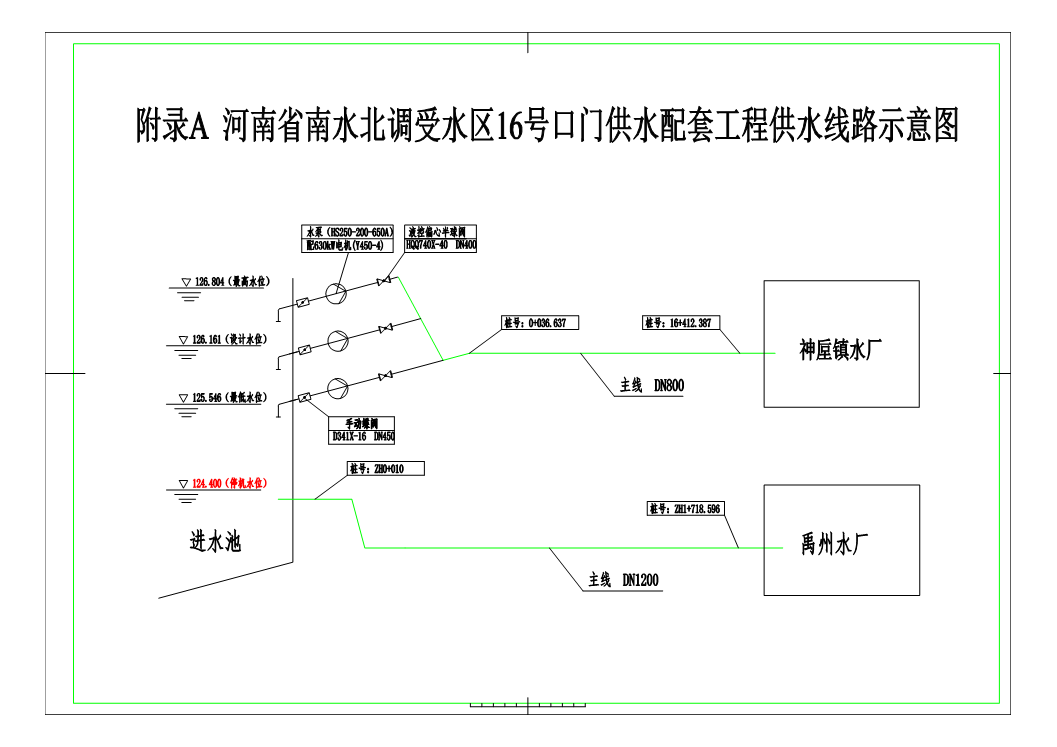 附录A 河南省南水北调受水区16号口门供水配套工程供水线路示意图
水泵（HS250-200-650A）
配630kW电机(Y450-4)
液控偏心半球阀
HQQ740X-40 DN400
126.804（最高水位）
126.161（设计水位）
125.546（最低水位）
124.400（停机水位）
进水池
手动蝶阀
D341X-16 DN450
桩号：ZH0+010
桩号：0+036.637
桩号：16+412.387
主线 DN800
神垕镇水厂
桩号：ZH1+718.596
主线 DN1200
禹州水厂